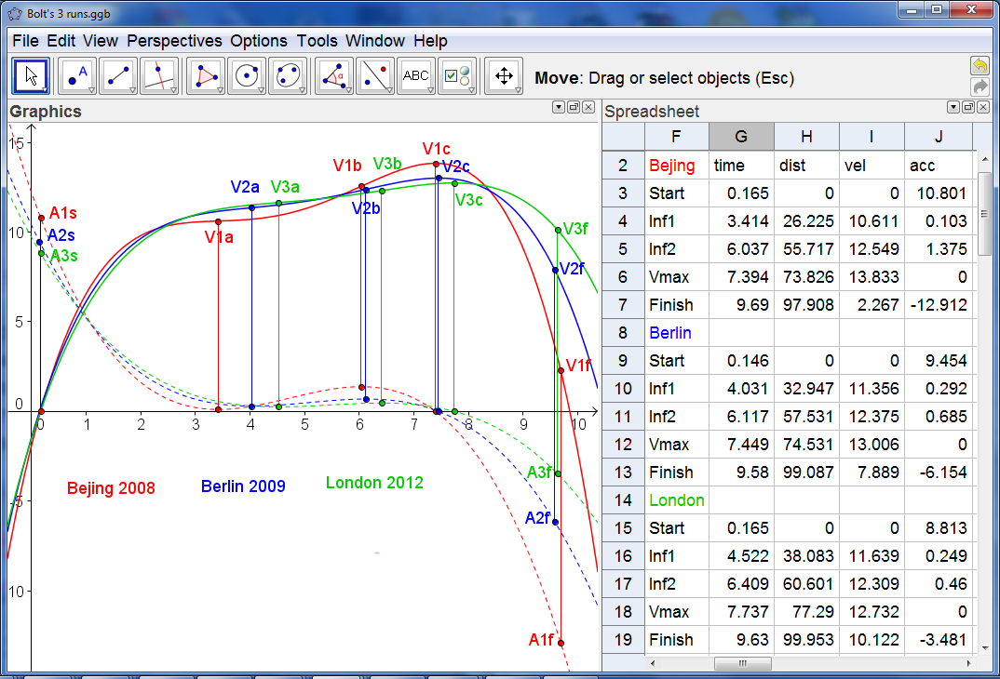 Bolt's 3 runs.ggb
File Edit View Perspectives Options Tools Window Help
A
α
ABC
Move: Drag or select objects (Esc)
Graphics
Spreadsheet
15
10
5
0
-5
10
0 1 2 3 4 5 6 7 8 9 10
V1c
V1b V3b V2c
V2a V3a
V2b V3c
A1s
V1a
A2s
A3s
V3f
V2f
V1f
A3f
A2f
A1f
Bejing 2008
Berlin 2009
London 2012
F G H I J
2 Bejing time dist vel acc
3 Start 0.165 0 0 10.801
4 Inf1 3.414 26.225 10.611 0.103
5 Inf2 6.037 55.717 12.549 1.375
6 Vmax 7.394 73.826 13.833 0
7 Finish 9.69 97.908 2.267 -12.912
8 Berlin
9 Start 0.146 0 0 9.454
10 Inf1 4.031 32.947 11.356 0.292
11 Inf2 6.117 57.531 12.375 0.685
12 Vmax 7.449 74.531 13.006 0
13 Finish 9.58 99.087 7.889 -6.154
14 London
15 Start 0.165 0 0 8.813
16 Inf1 4.522 38.083 11.639 0.249
17 Inf2 6.409 60.601 12.309 0.46
18 Vmax 7.737 77.29 12.732 0
19 Finish 9.63 99.953 10.122 -3.481